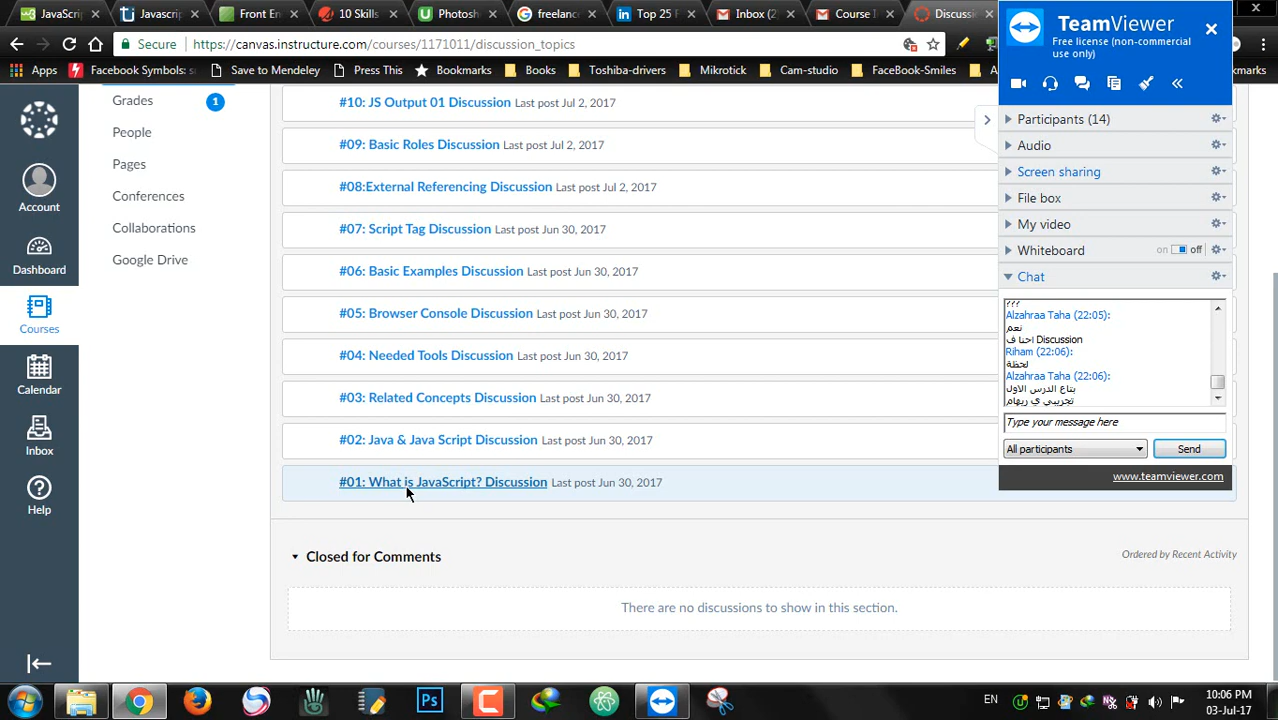 JavaScri
Javascri
Front En
10 Skills
Photosh
freelanc
Top 25 F
Inbox (2
Course I
Discussi
Secure
https://canvas.instructure.com/courses/1171011/discussion_topics
Apps
Facebook Symbols: s
Save to Mendeley
Press This
Bookmarks
Books
Toshiba-drivers
Mikrotick
Cam-studio
FaceBook-Smiles
TeamViewer
Free license (non-commercial
use only)
Participants (14)
Audio
Screen sharing
File box
My video
Whiteboard
on
off
Chat
???
Alzahraa Taha (22:05):
نعم
احنا ف Discussion
Riham (22:06):
لحظة
Alzahraa Taha (22:06):
بتاع الدرس الاول
تجريبي ي ريهام
Type your message here
All participants
Send
www.teamviewer.com
Account
Dashboard
Courses
Calendar
Inbox
Help
Grades
1
People
Pages
Conferences
Collaborations
Google Drive
#10: JS Output 01 Discussion Last post Jul 2, 2017
#09: Basic Roles Discussion Last post Jul 2, 2017
#08:External Referencing Discussion Last post Jul 2, 2017
#07: Script Tag Discussion Last post Jun 30, 2017
#06: Basic Examples Discussion Last post Jun 30, 2017
#05: Browser Console Discussion Last post Jun 30, 2017
#04: Needed Tools Discussion Last post Jun 30, 2017
#03: Related Concepts Discussion Last post Jun 30, 2017
#02: Java & Java Script Discussion Last post Jun 30, 2017
#01: What is JavaScript? Discussion Last post Jun 30, 2017
Closed for Comments
Ordered by Recent Activity
There are no discussions to show in this section.
EN
10:06 PM
03-Jul-17